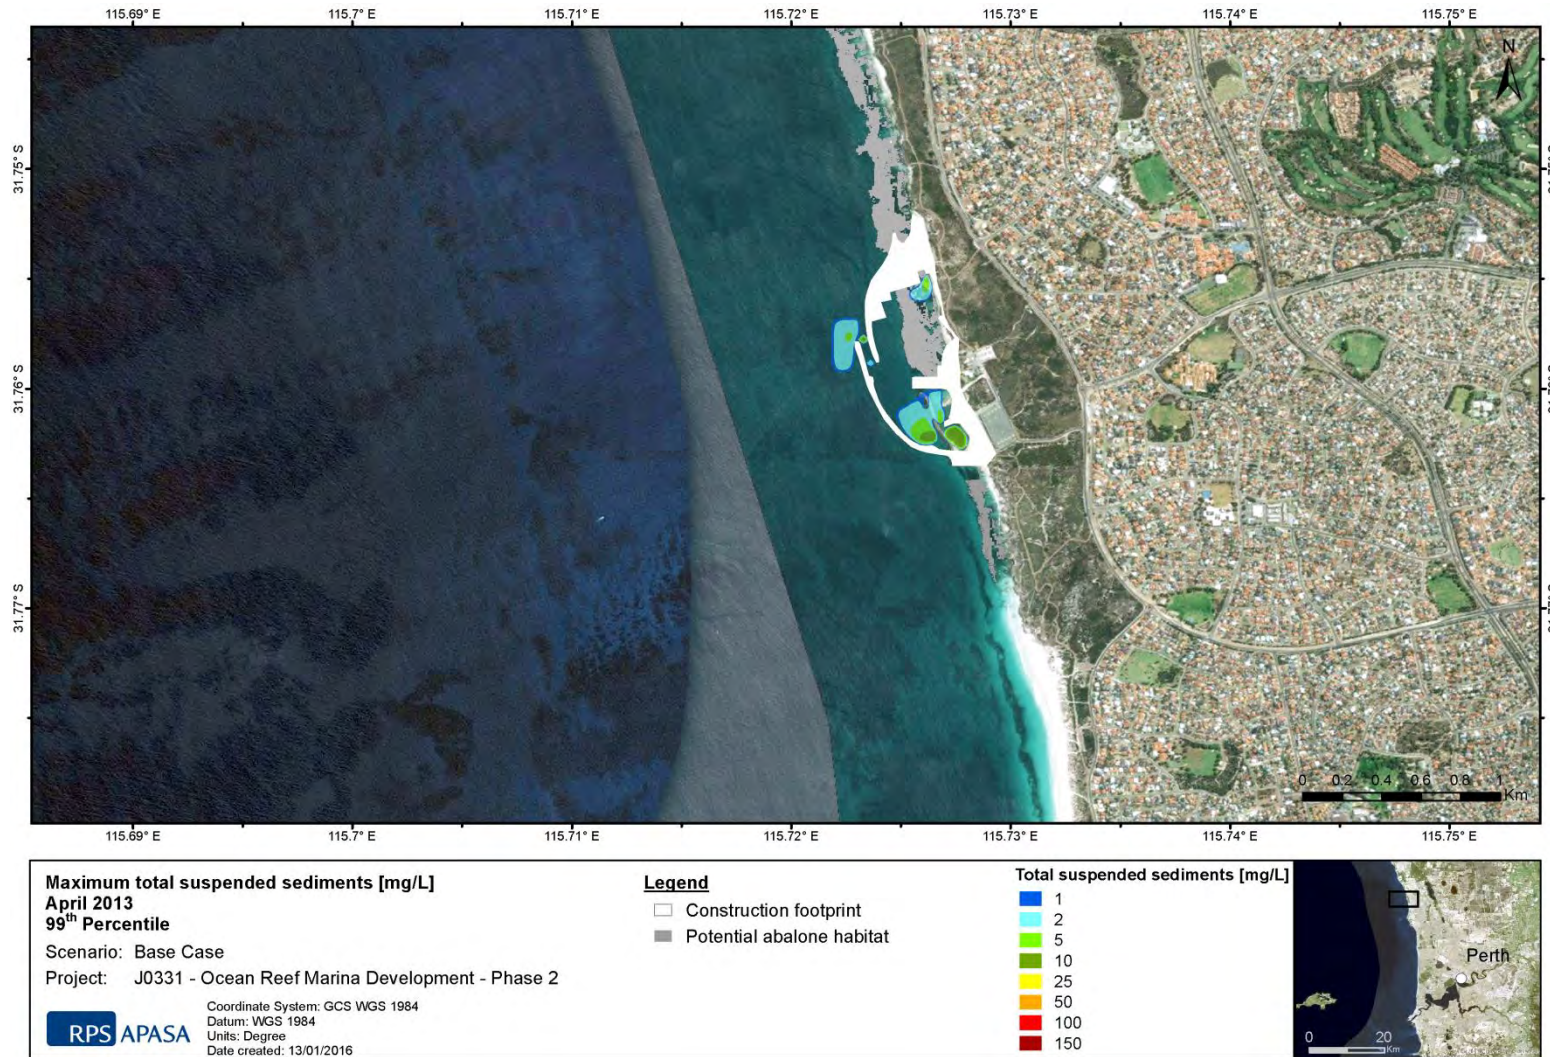 115.69° E 115.7° E 115.71° E 115.72° E 115.73° E 115.74° E 115.75° E
N
31.75° S
31.76° S
31.77° S
0 0.2 0.4 0.6 0.8 1
Km
115.69° E 115.7° E 115.71° E 115.72° E 115.73° E 115.74° E 115.75° E
Maximum total suspended sediments [mg/L]
April 2013
99th Percentile
Scenario: Base Case
Project: J0331 - Ocean Reef Marina Development - Phase 2
RPS APASA
Coordinate System: GCS WGS 1984
Datum: WGS 1984
Units: Degree
Date created: 13/01/2016
Legend
Construction footprint
Potential abalone habitat
Total suspended sediments [mg/L]
1
2
5
10
25
50
100
150
Perth
0 20
Km